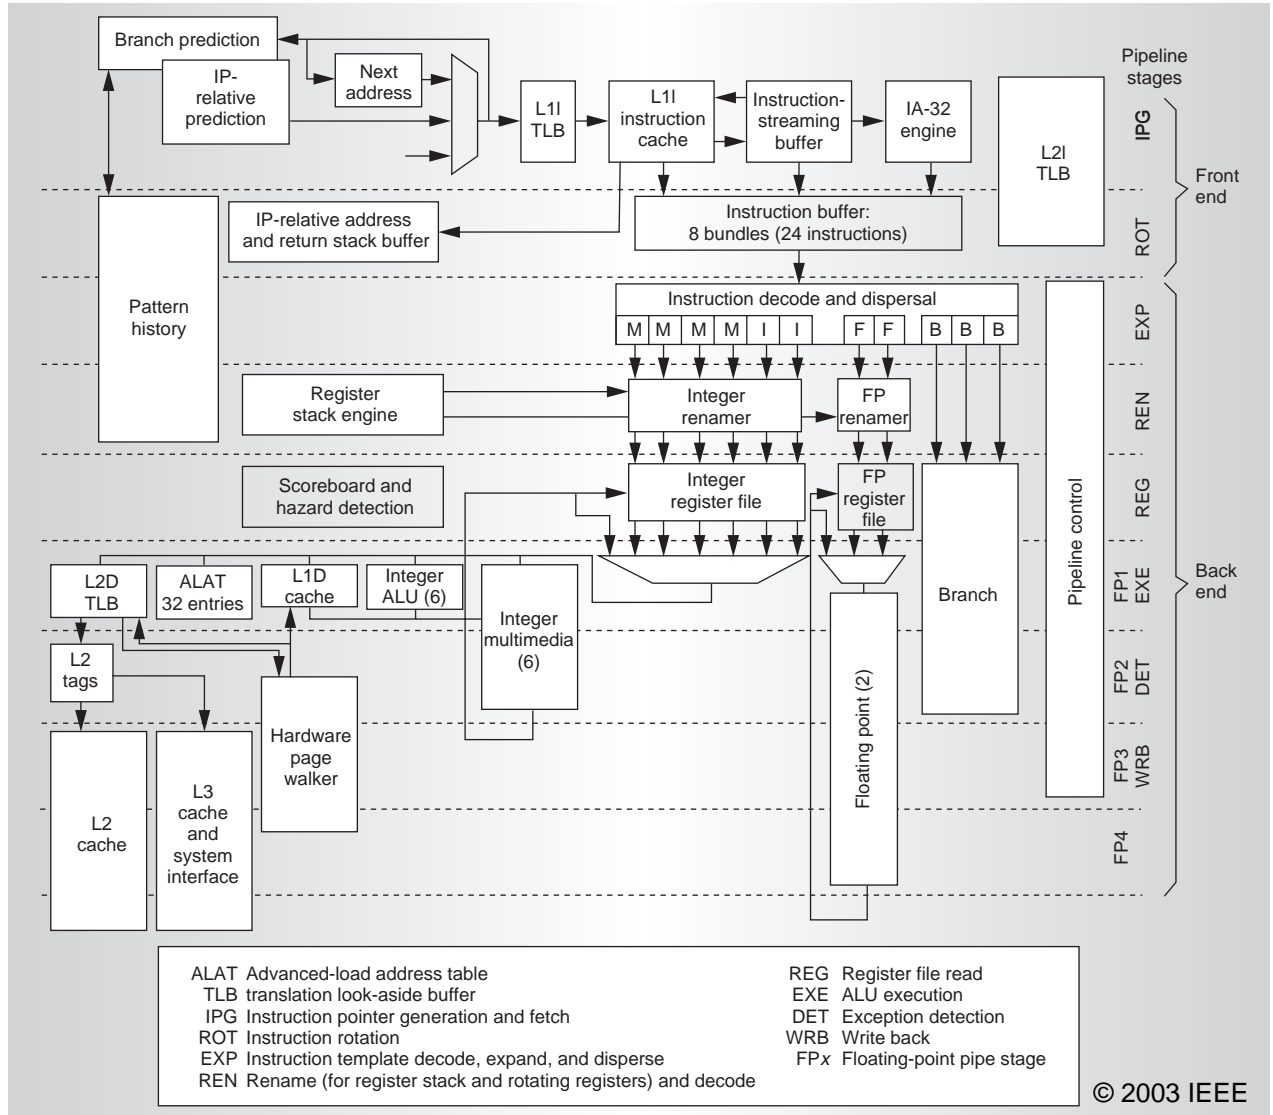 Branch prediction
IP-
relative
prediction
Next
address
L1I
TLB
L1I
instruction
cache
Instruction-
streaming
buffer
IA-32
engine
L2I
TLB
Pipeline
stages
IPG
Front
end
IP-relative address
and return stack buffer
Instruction buffer:
8 bundles (24 instructions)
ROT
Pattern
history
Instruction decode and dispersal
M M M M I I F F B B B
EXP
Register
stack engine
Integer
renamer
FP
renamer
REN
Scoreboard and
hazard detection
Integer
register file
FP
register
file
REG
Pipeline control
L2D
TLB
ALAT
32 entries
L1D
cache
Integer
ALU (6)
Integer
multimedia
(6)
Branch
FP1
EXE
Back
end
L2
tags
Floating point (2)
FP2
DET
Hardware
page
walker
FP3
WRB
L2
cache
L3
cache
and
system
interface
FP4
ALAT Advanced-load address table
TLB translation look-aside buffer
IPG Instruction pointer generation and fetch
ROT Instruction rotation
EXP Instruction template decode, expand, and disperse
REN Rename (for register stack and rotating registers) and decode
REG Register file read
EXE ALU execution
DET Exception detection
WRB Write back
FPx Floating-point pipe stage
© 2003 IEEE